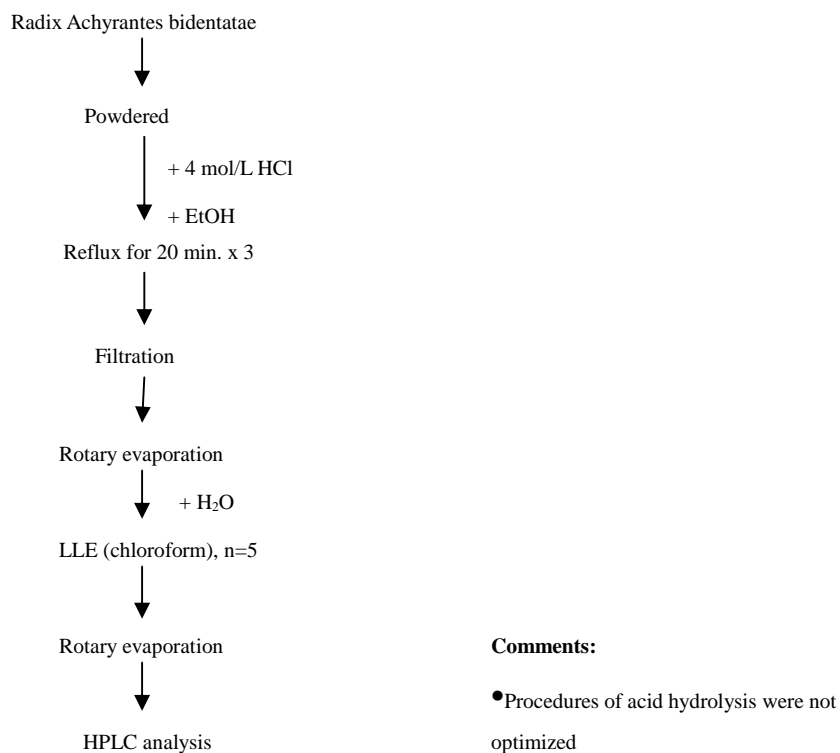 Radix Achyrantes bidentatae
Powdered
+ 4 mol/L HCl
+ EtOH
Reflux for 20 min. x 3
Filtration
Rotary evaporation
+ H₂O
LLE (chloroform), n=5
Rotary evaporation
HPLC analysis
Comments:
●Procedures of acid hydrolysis were not
optimized